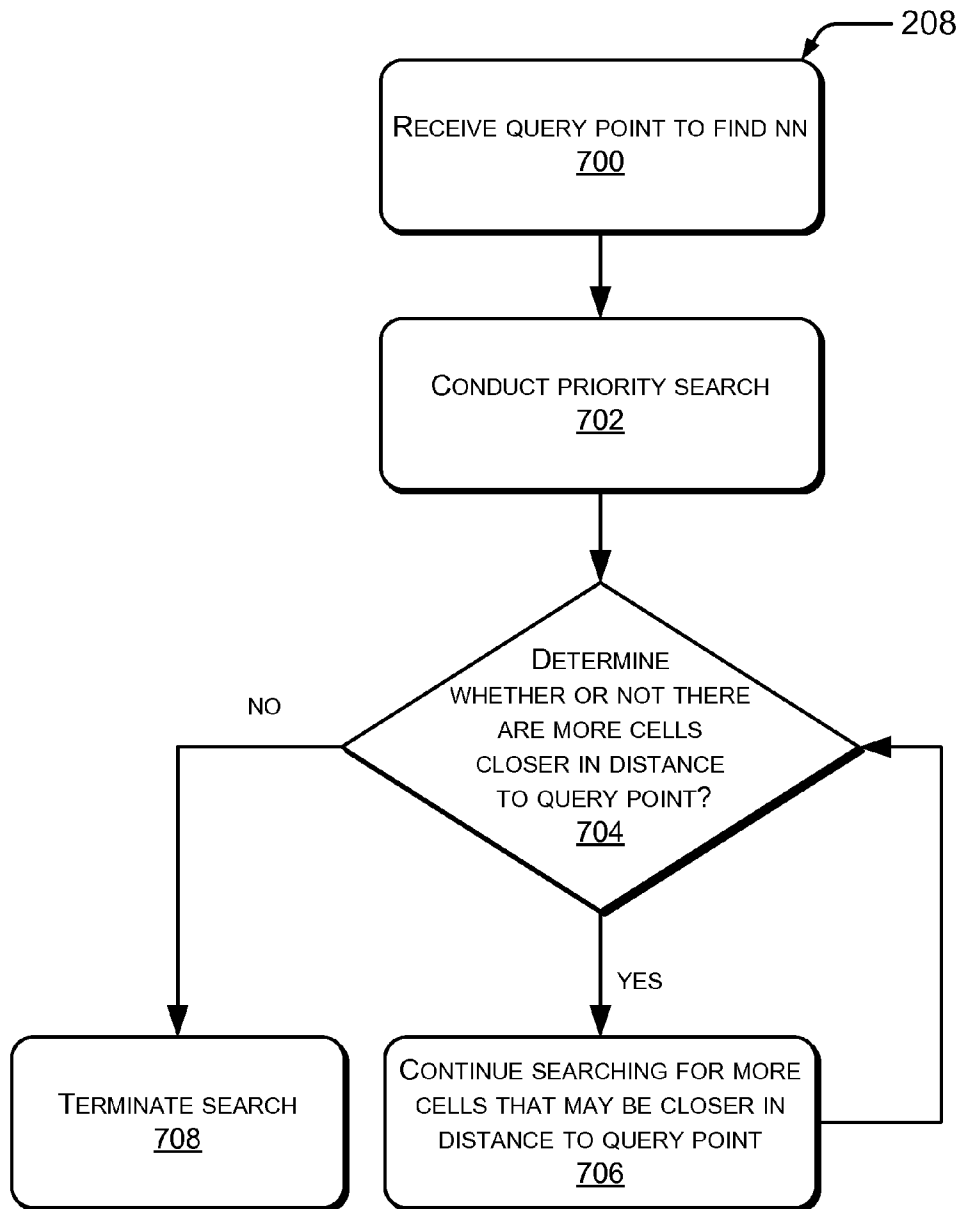 208
RECEIVE QUERY POINT TO FIND NN
700
CONDUCT PRIORITY SEARCH
702
DETERMINE
WHETHER OR NOT THERE
ARE MORE CELLS
CLOSER IN DISTANCE
TO QUERY POINT?
704
NO
YES
TERMINATE SEARCH
708
CONTINUE SEARCHING FOR MORE
CELLS THAT MAY BE CLOSER IN
DISTANCE TO QUERY POINT
706